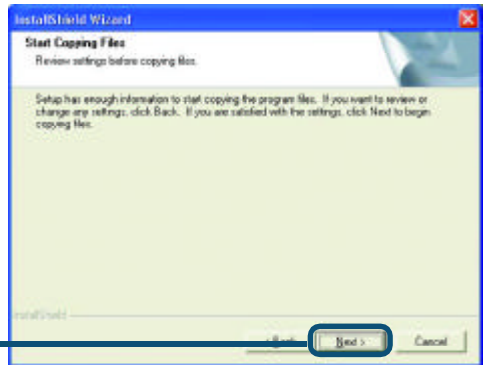 InstallShield Wizard
Start Copying Files
Review settings before copying files.
Setup has enough information to start copying the program files. If you want to review or
change any settings, click Back. If you are satisfied with the settings, click Next to begin
copying files.
InstallShield
< Back
Next >
Cancel